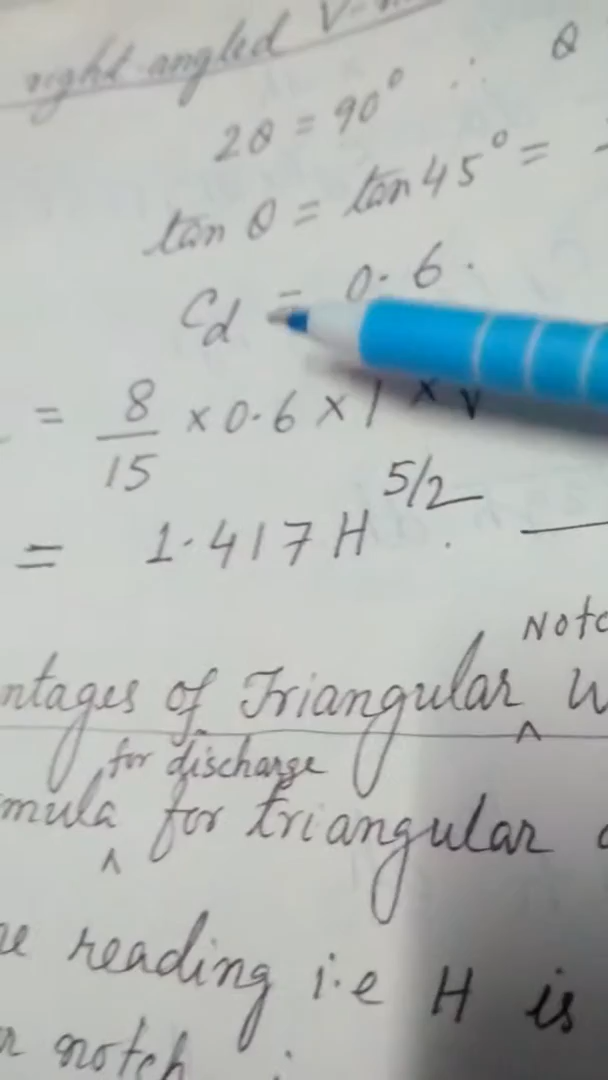 right-angled V-
2θ = 90° ∴ θ
tan θ = tan 45° =
Cd = 0.6.
= 8/15 × 0.6 × 1 × √
= 1.417 H^5/2.
ntages of Triangular Notc
for discharge
mula for triangular
reading i.e H is
notch